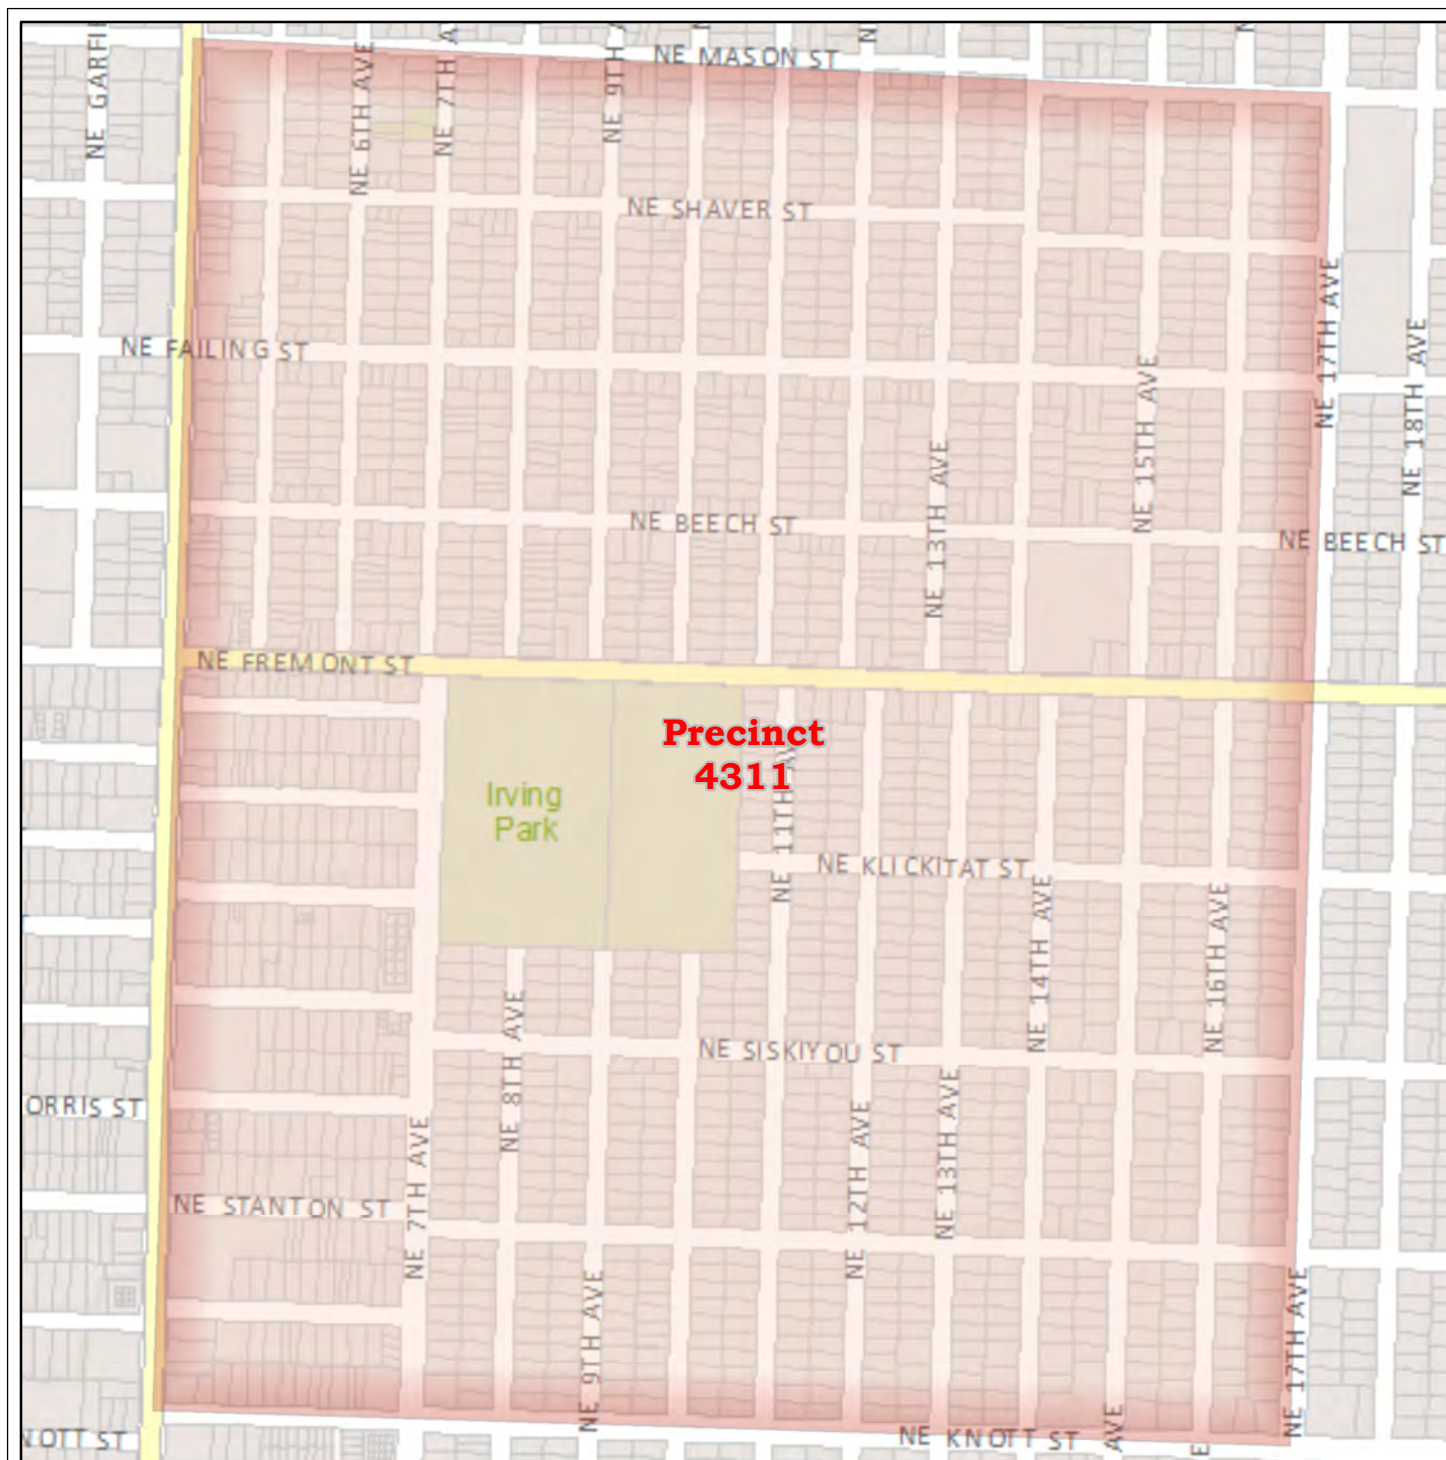 NE GARFI
NE 6TH AVE
NE 7TH A
NE 9TH A
NE MASON ST
NE SHAVER ST
NE FAILING ST
NE 17TH AVE
NE 18TH AVE
NE 15TH AVE
NE 13TH AVE
NE BEECH ST
NE BEECH ST
NE FREMONT ST
Precinct
4311
Irving
Park
NE 11TH AV
NE KLICKITAT ST
NE 14TH AVE
NE 16TH AVE
NE SISKIYOU ST
NE 8TH AVE
ORRIS ST
NE 7TH AVE
NE 12TH AVE
NE 13TH AVE
NE STANTON ST
NE 9TH AVE
NE 17TH AVE
NOTT ST
NE KNOTT ST
AVE